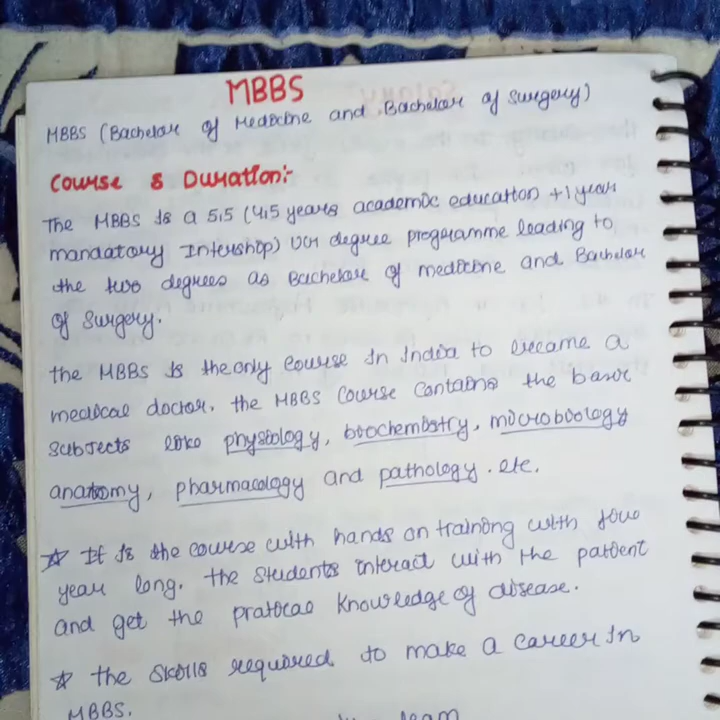 MBBS
MBBS (Bachelor of Medicine and Bachelor of Surgery)
Course & Duration:-
The MBBS is a 5,5 (4,5 years academic education +1 year
mandatory Intership) UG degree programme leading to
the two degrees as Bachelor of medicine and Bachelor
of Surgery.
the MBBS is the only course in India to became a
medical doctor. the MBBS course contains the basic
subjects like physiology, biochemistry, microbiology
anatomy, pharmacology and pathology. etc.
☆ It is the course with hands on training with four
year long. the students interact with the patient
and get the pratical knowledge of disease.
☆ the skills required to make a career in
MBBS.
team